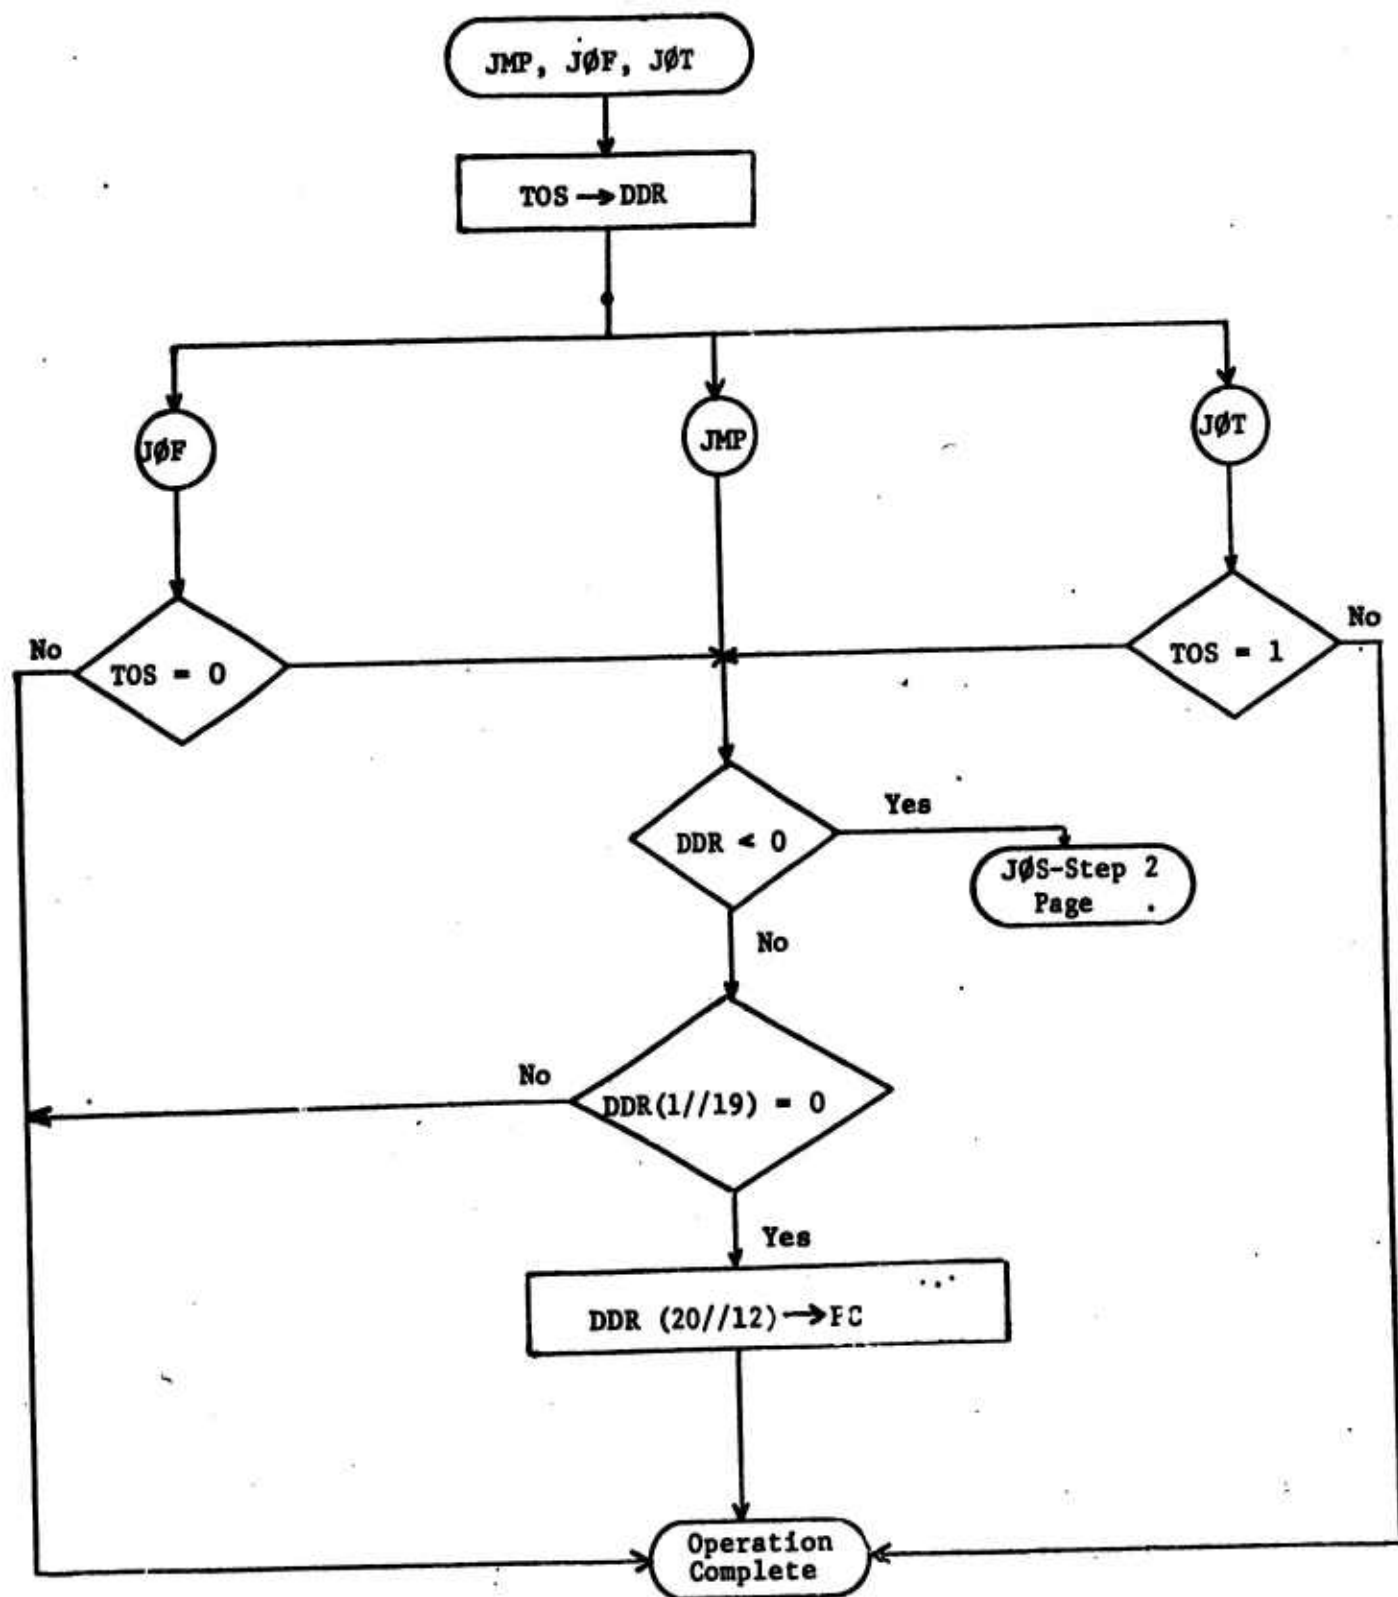 JMP, JØF, JØT
TOS → DDR
JØF
JMP
JØT
No
TOS = 0
TOS = 1
No
DDR < 0
Yes
JØS-Step 2
Page
No
No
DDR(1//19) = 0
Yes
DDR (20//12) → PC
Operation
Complete